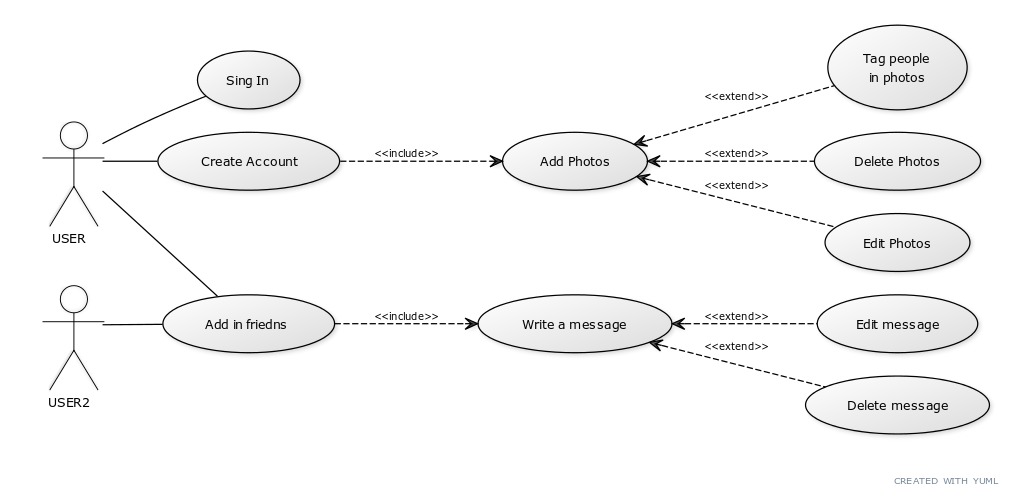 Sing In
Tag people
in photos
<<extend>>
Create Account
<<include>>
Add Photos
<<extend>>
Delete Photos
<<extend>>
USER
Edit Photos
Add in friedns
<<include>>
Write a message
<<extend>>
Edit message
<<extend>>
USER2
Delete message
CREATED WITH YUML